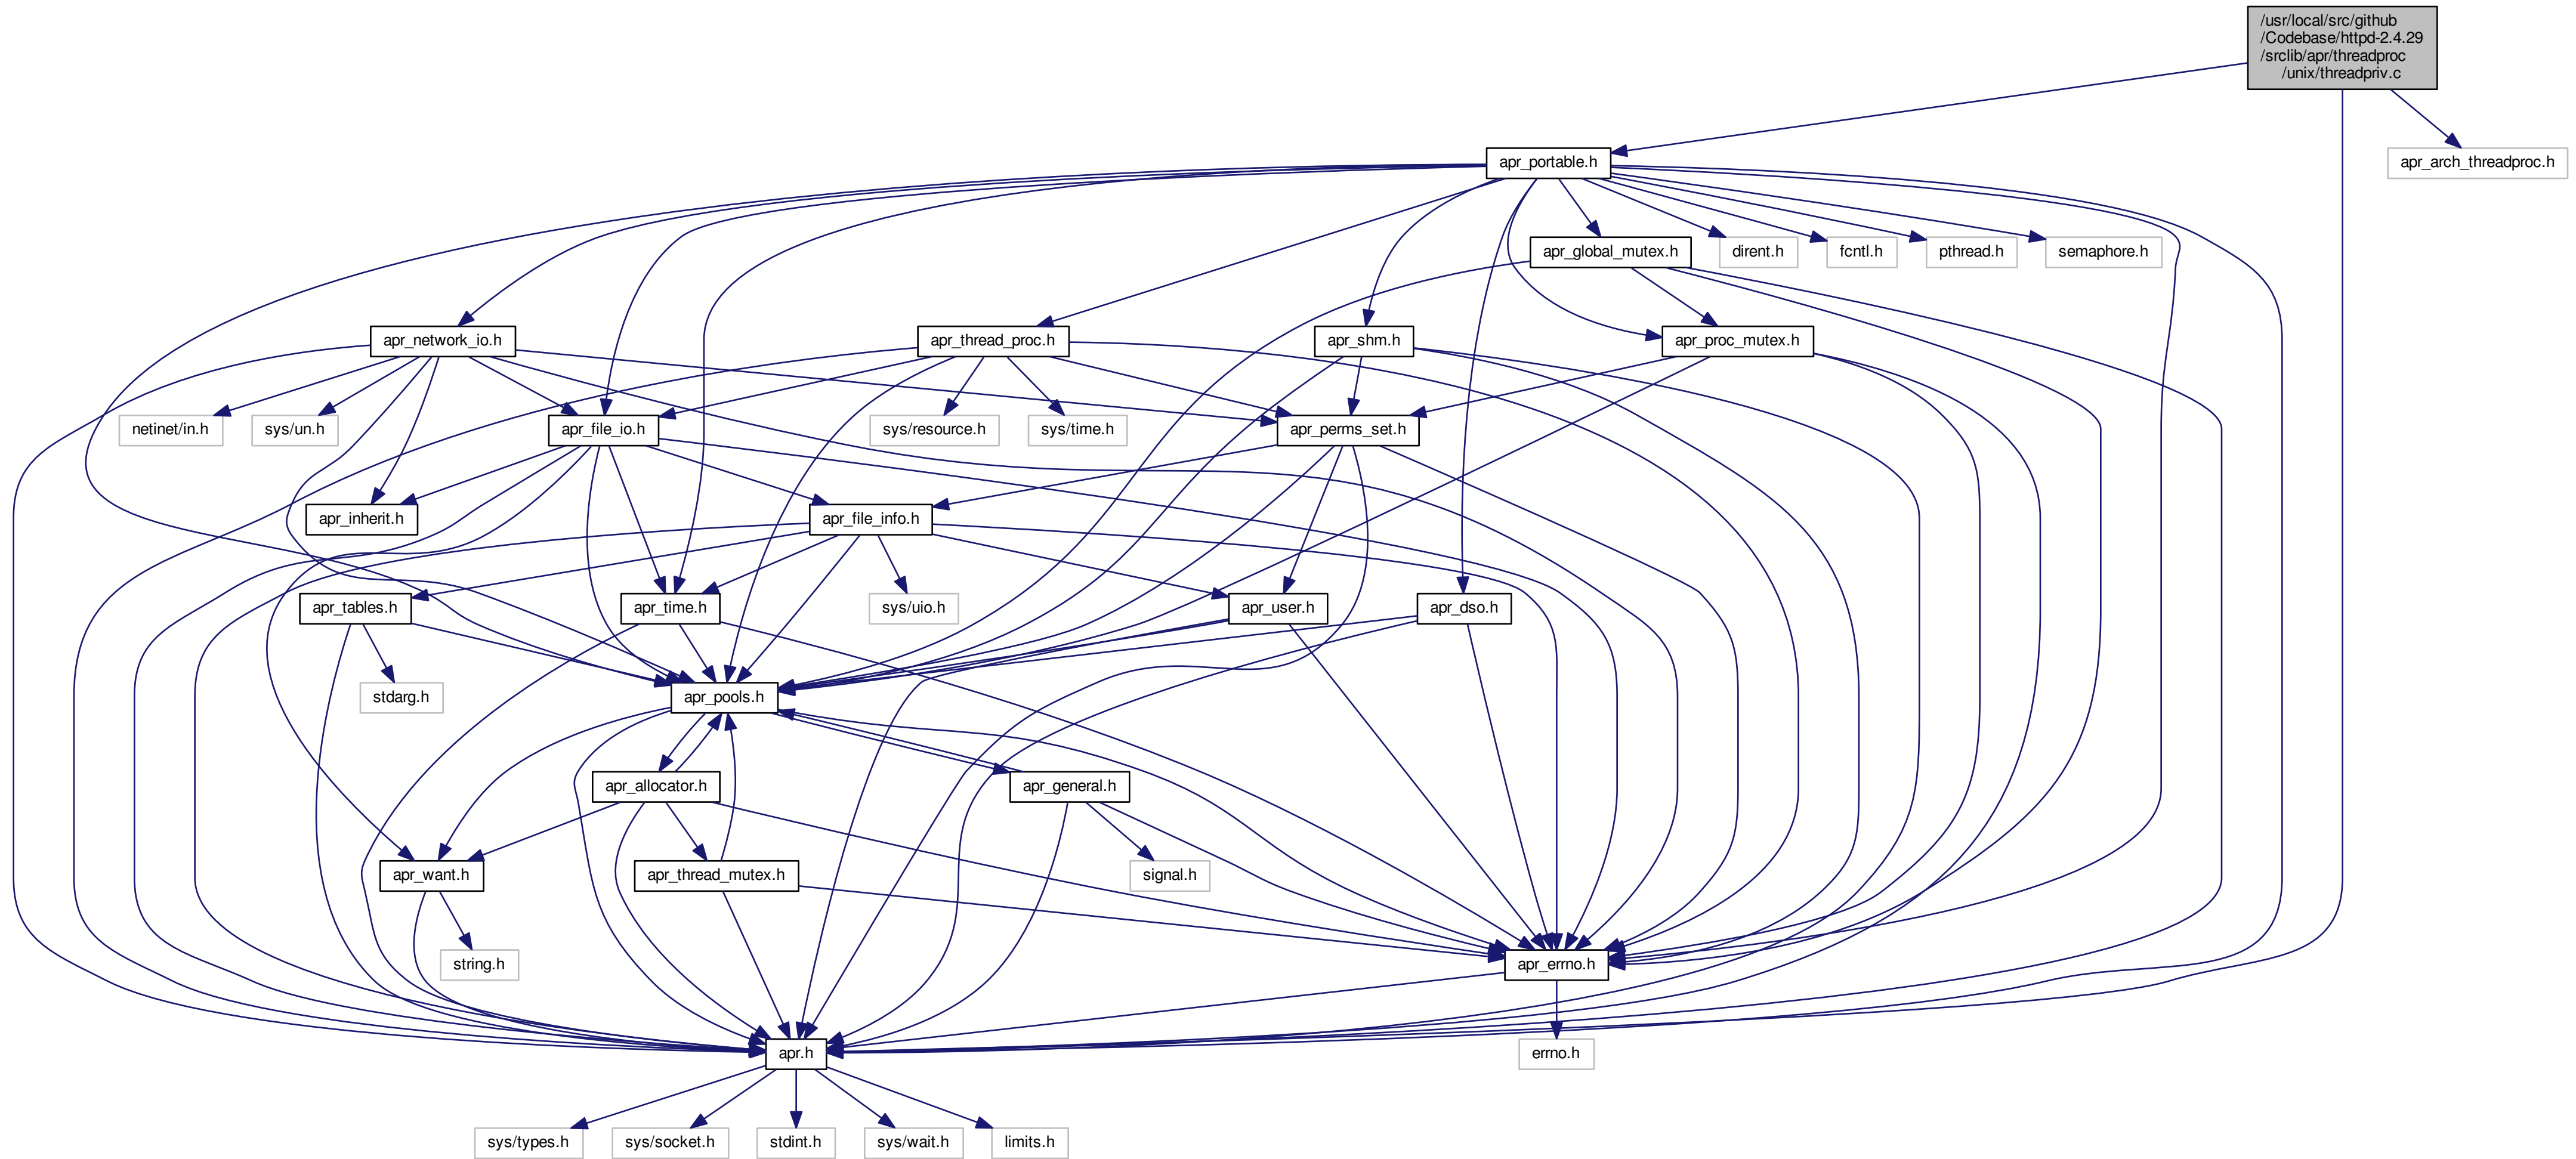 /usr/local/src/github
/Codebase/httpd-2.4.29
/srclib/apr/threadproc
/unix/threadpriv.c
apr_portable.h
apr_arch_threadproc.h
apr_global_mutex.h
dirent.h
fcntl.h
pthread.h
semaphore.h
apr_network_io.h
apr_thread_proc.h
apr_shm.h
apr_proc_mutex.h
netinet/in.h
sys/un.h
apr_file_io.h
sys/resource.h
sys/time.h
apr_perms_set.h
apr_inherit.h
apr_file_info.h
apr_tables.h
apr_time.h
sys/uio.h
apr_user.h
apr_dso.h
stdarg.h
apr_pools.h
apr_allocator.h
apr_general.h
apr_want.h
apr_thread_mutex.h
signal.h
string.h
apr_errno.h
apr.h
errno.h
sys/types.h
sys/socket.h
stdint.h
sys/wait.h
limits.h